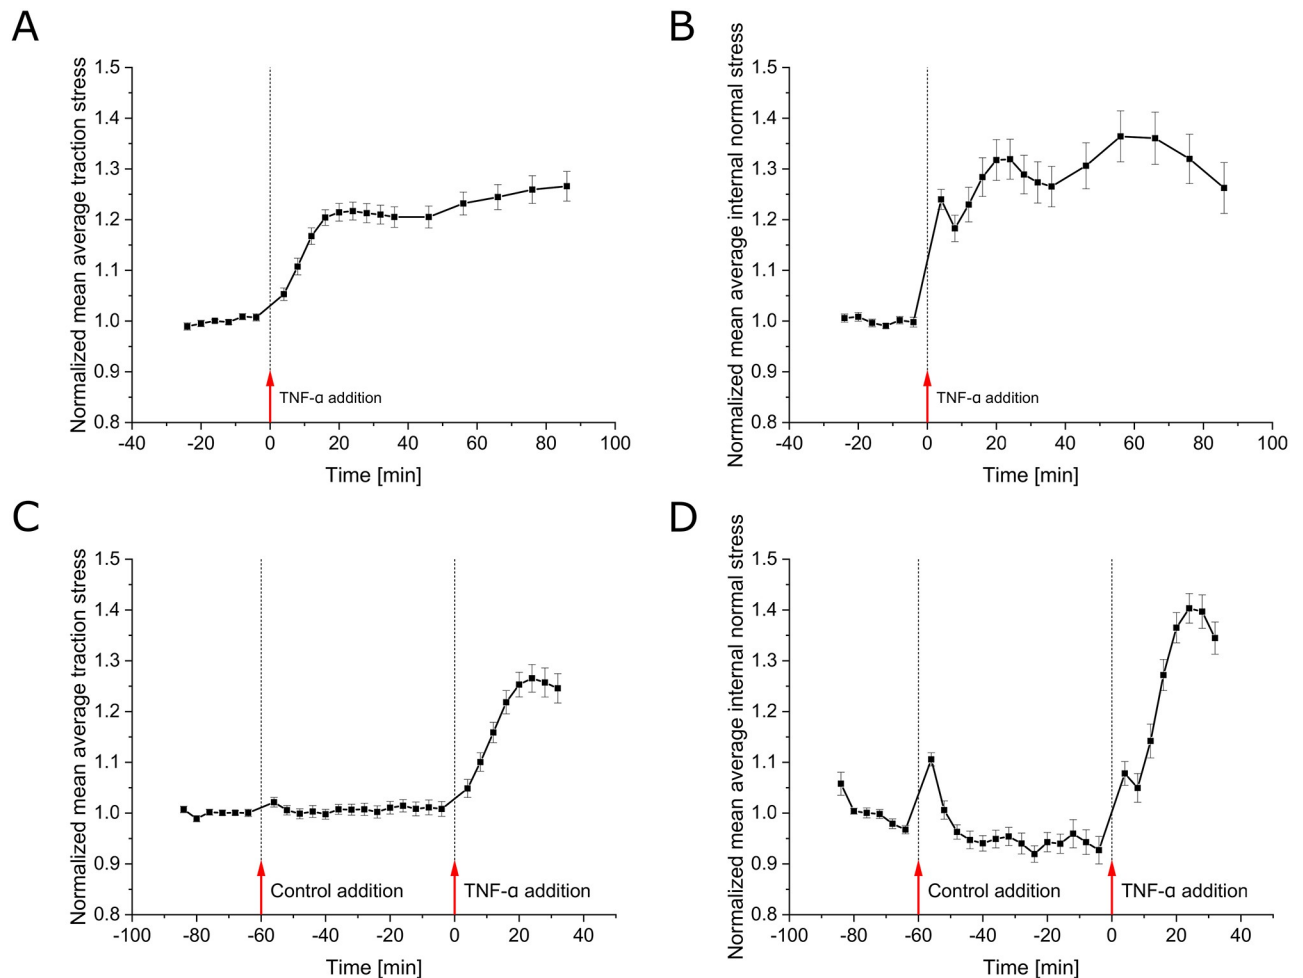 A
Normalized mean average traction stress
1.5
1.4
1.3
1.2
1.1
1.0
0.9
0.8
TNF-α addition
-40 -20 0 20 40 60 80 100
Time [min]
B
Normalized mean average internal normal stress
1.5
1.4
1.3
1.2
1.1
1.0
0.9
0.8
TNF-α addition
-40 -20 0 20 40 60 80 100
Time [min]
C
Normalized mean average traction stress
1.5
1.4
1.3
1.2
1.1
1.0
0.9
0.8
Control addition
TNF-α addition
-100 -80 -60 -40 -20 0 20 40
Time [min]
D
Normalized mean average internal normal stress
1.5
1.4
1.3
1.2
1.1
1.0
0.9
0.8
Control addition
TNF-α addition
-100 -80 -60 -40 -20 0 20 40
Time [min]